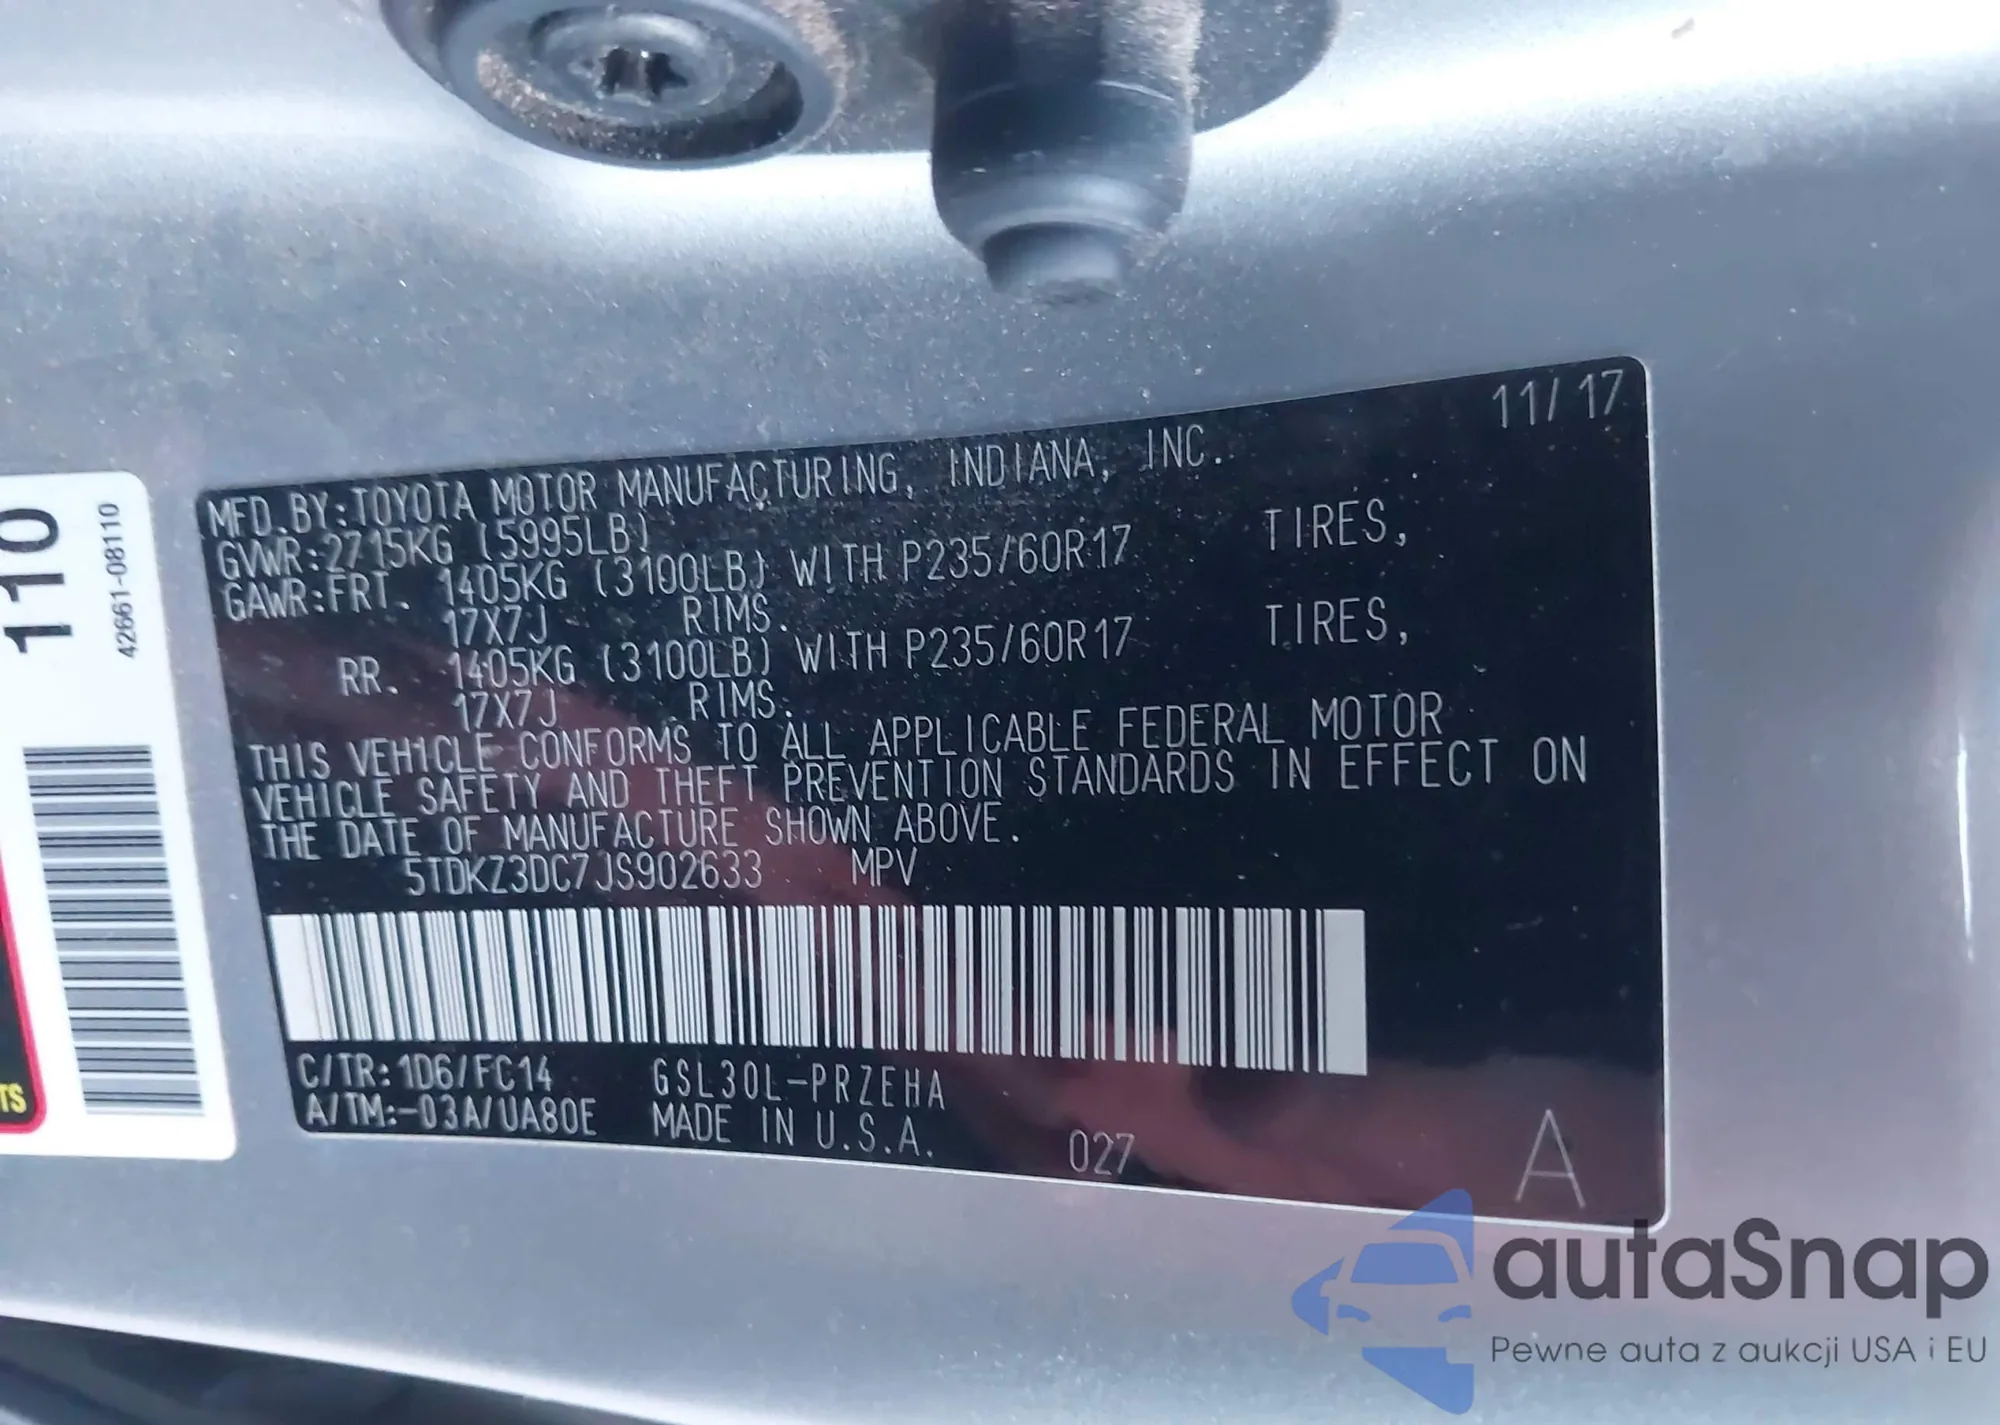 11/17
MFD.BY:TOYOTA MOTOR MANUFACTURING, INDIANA, INC.
GVWR:2715KG (5995LB)
GAWR:FRT. 1405KG (3100LB) WITH P235/60R17 TIRES,
17X7J RIMS.
RR. 1405KG (3100LB) WITH P235/60R17 TIRES,
17X7J RIMS.
THIS VEHICLE CONFORMS TO ALL APPLICABLE FEDERAL MOTOR
VEHICLE SAFETY AND THEFT PREVENTION STANDARDS IN EFFECT ON
THE DATE OF MANUFACTURE SHOWN ABOVE.
5TDKZ3DC7JS902633 MPV
C/TR:1D6/FC14 GSL30L-PRZEHA
A/TM:-03A/UA80E MADE IN U.S.A. 027 A
110
42661-08110
TS
autaSnap
Pewne auta z aukcji USA i EU